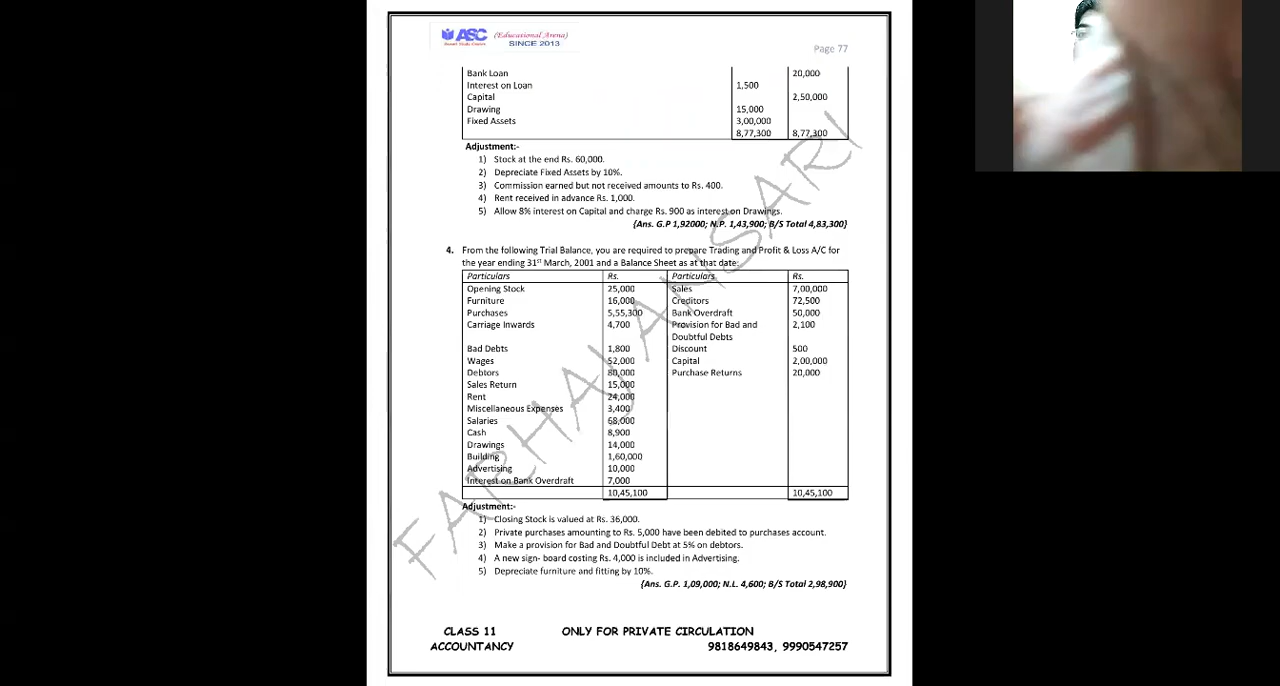 ASC (Educational Arena)
SINCE 2013
Page 77
Bank Loan 20,000
Interest on Loan 1,500
Capital 2,50,000
Drawing 15,000
Fixed Assets 3,00,000
8,77,300 8,77,300
Adjustment:-
1) Stock at the end Rs. 60,000.
2) Depreciate Fixed Assets by 10%.
3) Commission earned but not received amounts to Rs. 400.
4) Rent received in advance Rs. 1,000.
5) Allow 8% interest on Capital and charge Rs. 900 as interest on Drawings.
{Ans. G.P 1,92000; N.P. 1,43,900; B/S Total 4,83,300}
4. From the following Trial Balance, you are required to prepare Trading and Profit & Loss A/C for
the year ending 31st March, 2001 and a Balance Sheet as at that date:
Particulars Rs. Particulars Rs.
Opening Stock 25,000 Sales 7,00,000
Furniture 16,000 Creditors 72,500
Purchases 5,55,300 Bank Overdraft 50,000
Carriage Inwards 4,700 Provision for Bad and 2,100
Doubtful Debts
Bad Debts 1,800 Discount 500
Wages 52,000 Capital 2,00,000
Debtors 80,000 Purchase Returns 20,000
Sales Return 15,000
Rent 24,000
Miscellaneous Expenses 3,400
Salaries 68,000
Cash 8,900
Drawings 14,000
Building 1,60,000
Advertising 10,000
Interest on Bank Overdraft 7,000
10,45,100 10,45,100
Adjustment:-
1) Closing Stock is valued at Rs. 36,000.
2) Private purchases amounting to Rs. 5,000 have been debited to purchases account.
3) Make a provision for Bad and Doubtful Debt at 5% on debtors.
4) A new sign- board costing Rs. 4,000 is included in Advertising.
5) Depreciate furniture and fitting by 10%.
{Ans. G.P. 1,09,000; N.L. 4,600; B/S Total 2,98,900}
FARHAJ ANSARI
CLASS 11 ONLY FOR PRIVATE CIRCULATION
ACCOUNTANCY 9818649843, 9990547257